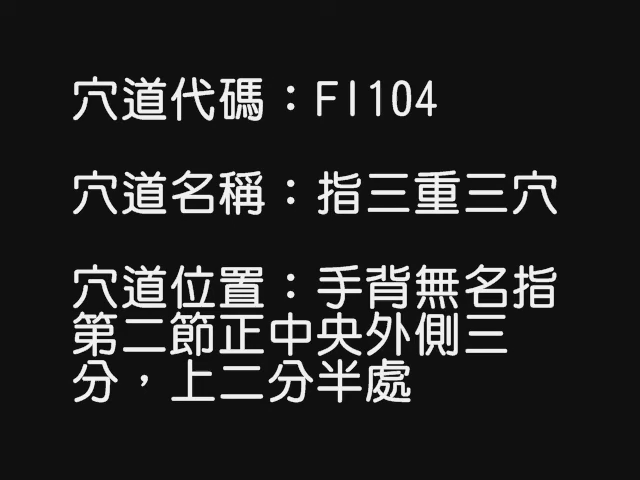 穴道代碼：FI104
穴道名稱：指三重三穴
穴道位置：手背無名指
第二節正中央外側三
分，上二分半處